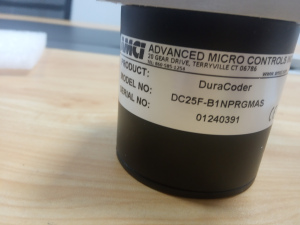 AMCI ADVANCED MICRO CONTROLS
20 GEAR DRIVE, TERRYVILLE CT 06786
PRODUCT: DuraCoder
MODEL NO: DC25F-B1NPRGMAS
SERIAL NO: 01240391